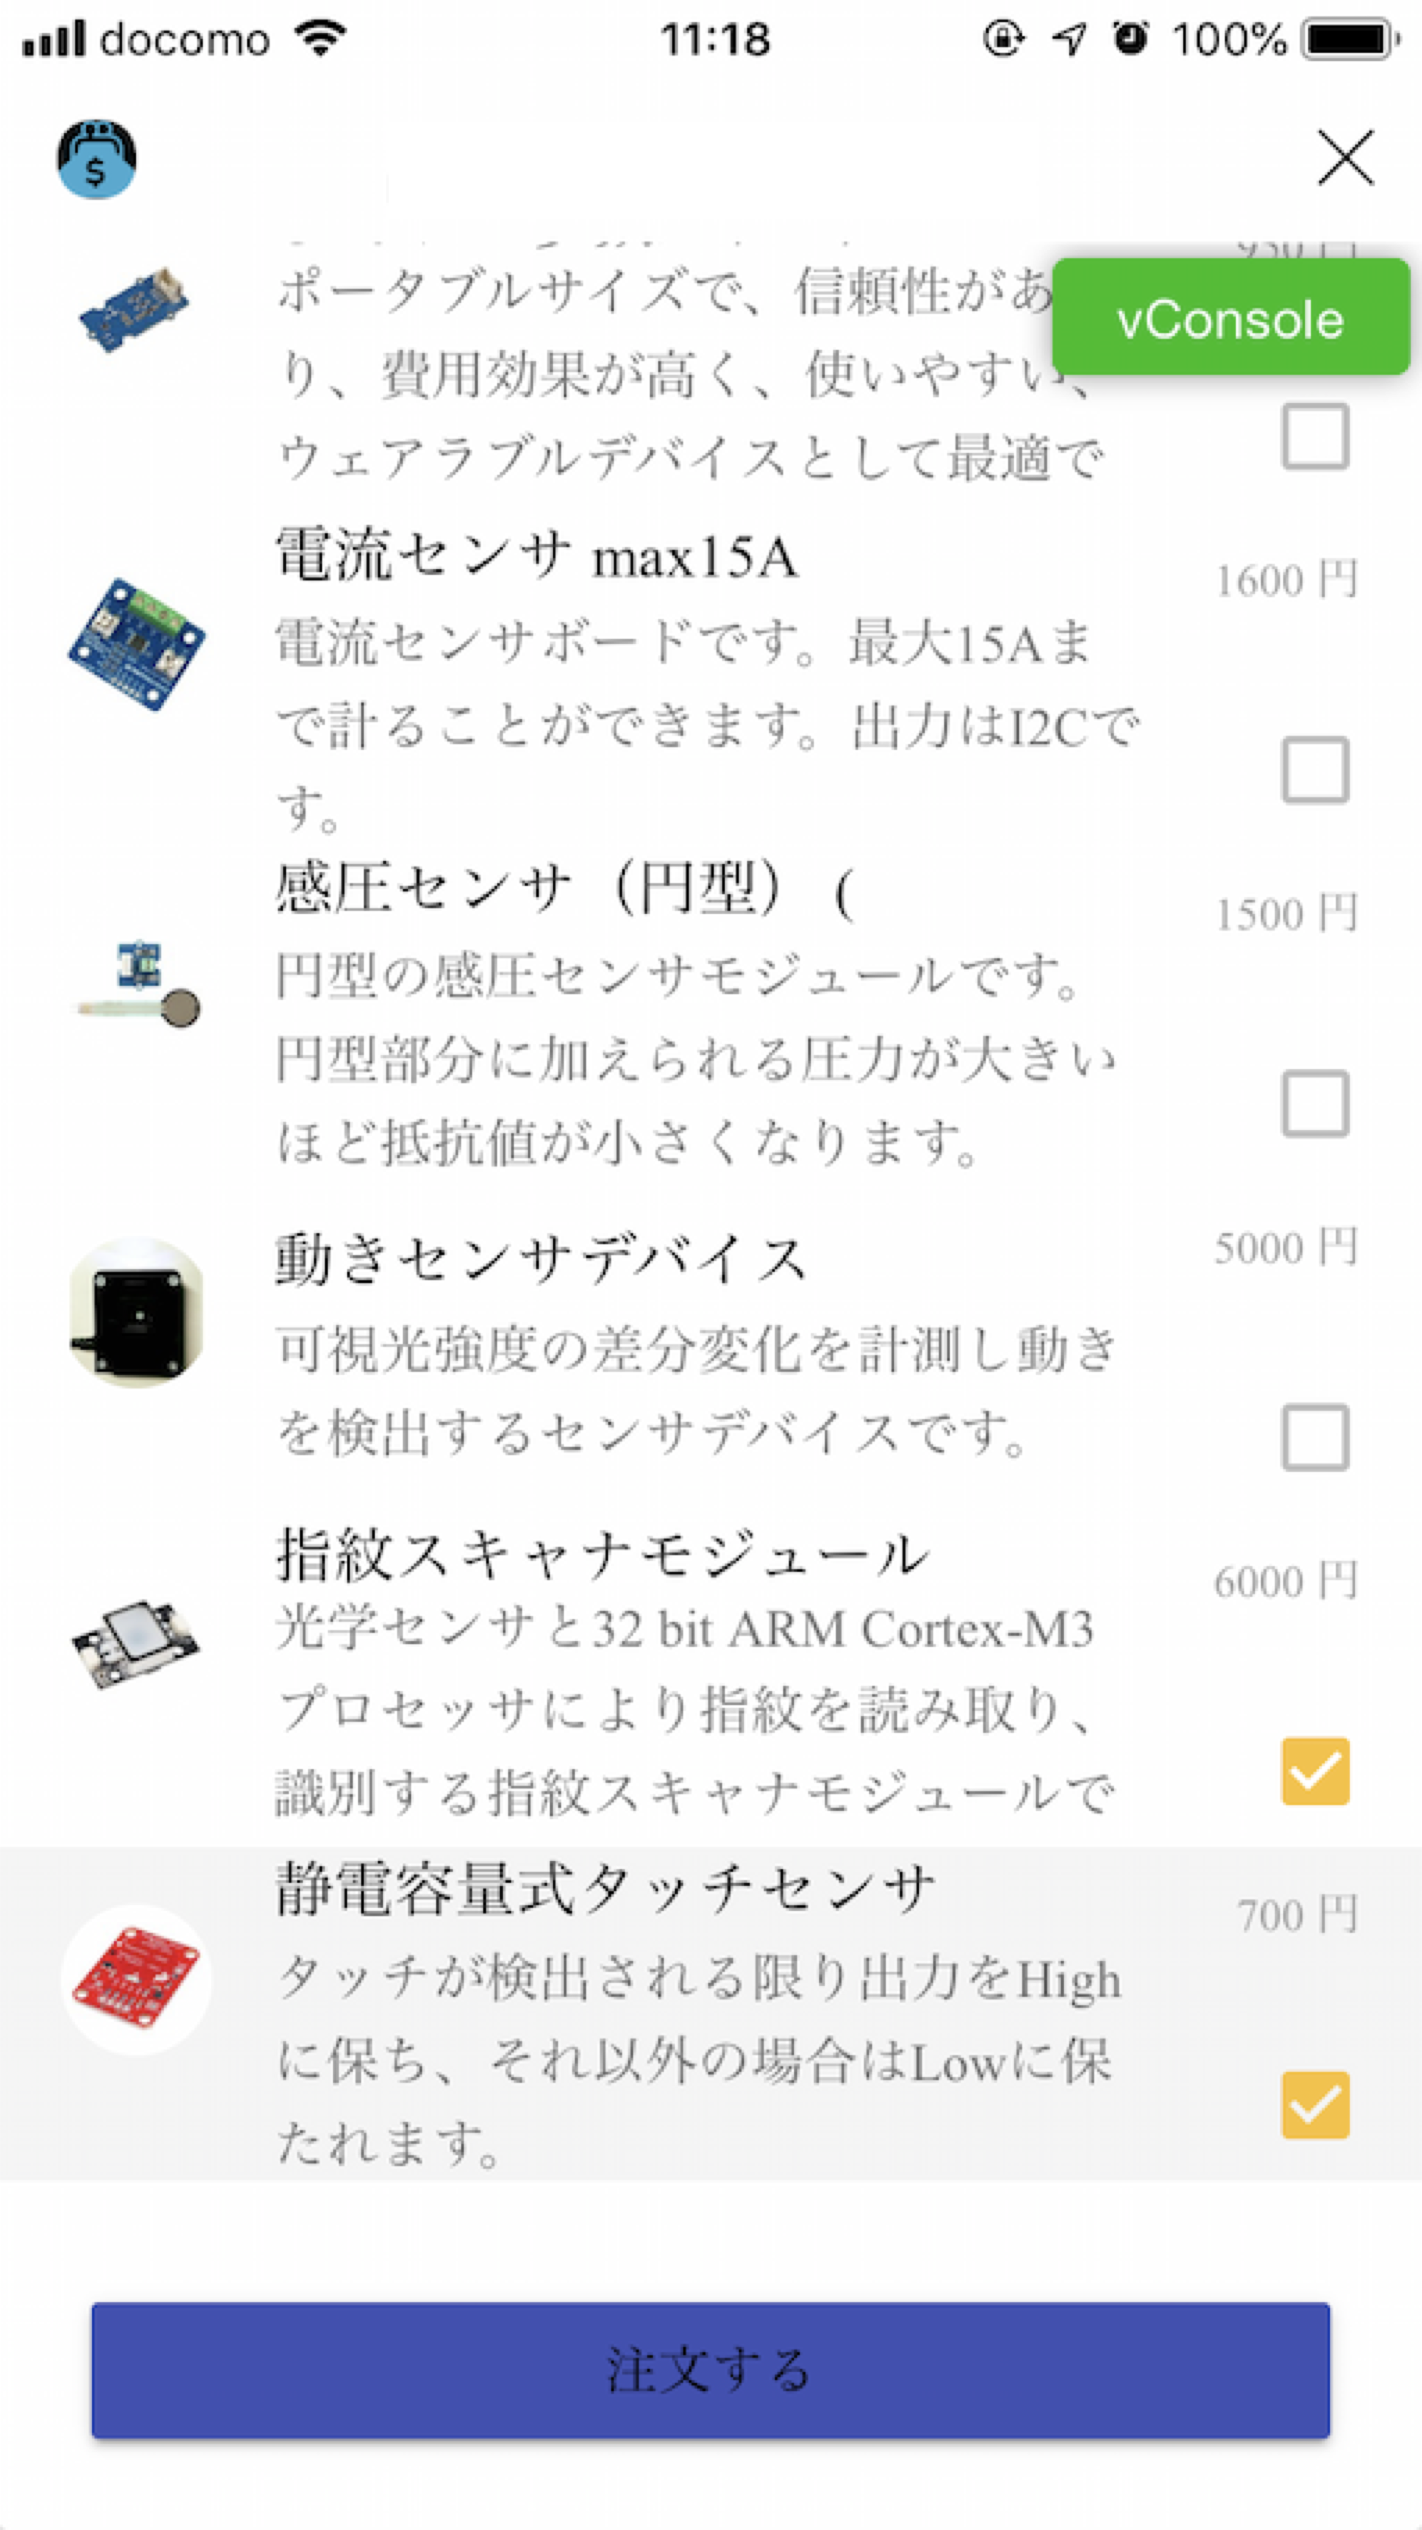 docomo
11:18
100%
$
ポータブルサイズで、信頼性があ
り、費用効果が高く、使いやすい、
ウェアラブルデバイスとして最適で
vConsole
電流センサ max15A
1600 円
電流センサボードです。最大15Aま
で計ることができます。出力はI2Cで
す。
感圧センサ（円型） (
1500 円
円型の感圧センサモジュールです。
円型部分に加えられる圧力が大きい
ほど抵抗値が小さくなります。
動きセンサデバイス
5000 円
可視光強度の差分変化を計測し動き
を検出するセンサデバイスです。
指紋スキャナモジュール
6000 円
光学センサと32 bit ARM Cortex-M3
プロセッサにより指紋を読み取り、
識別する指紋スキャナモジュールで
静電容量式タッチセンサ
700 円
タッチが検出される限り出力をHigh
に保ち、それ以外の場合はLowに保
たれます。
注文する